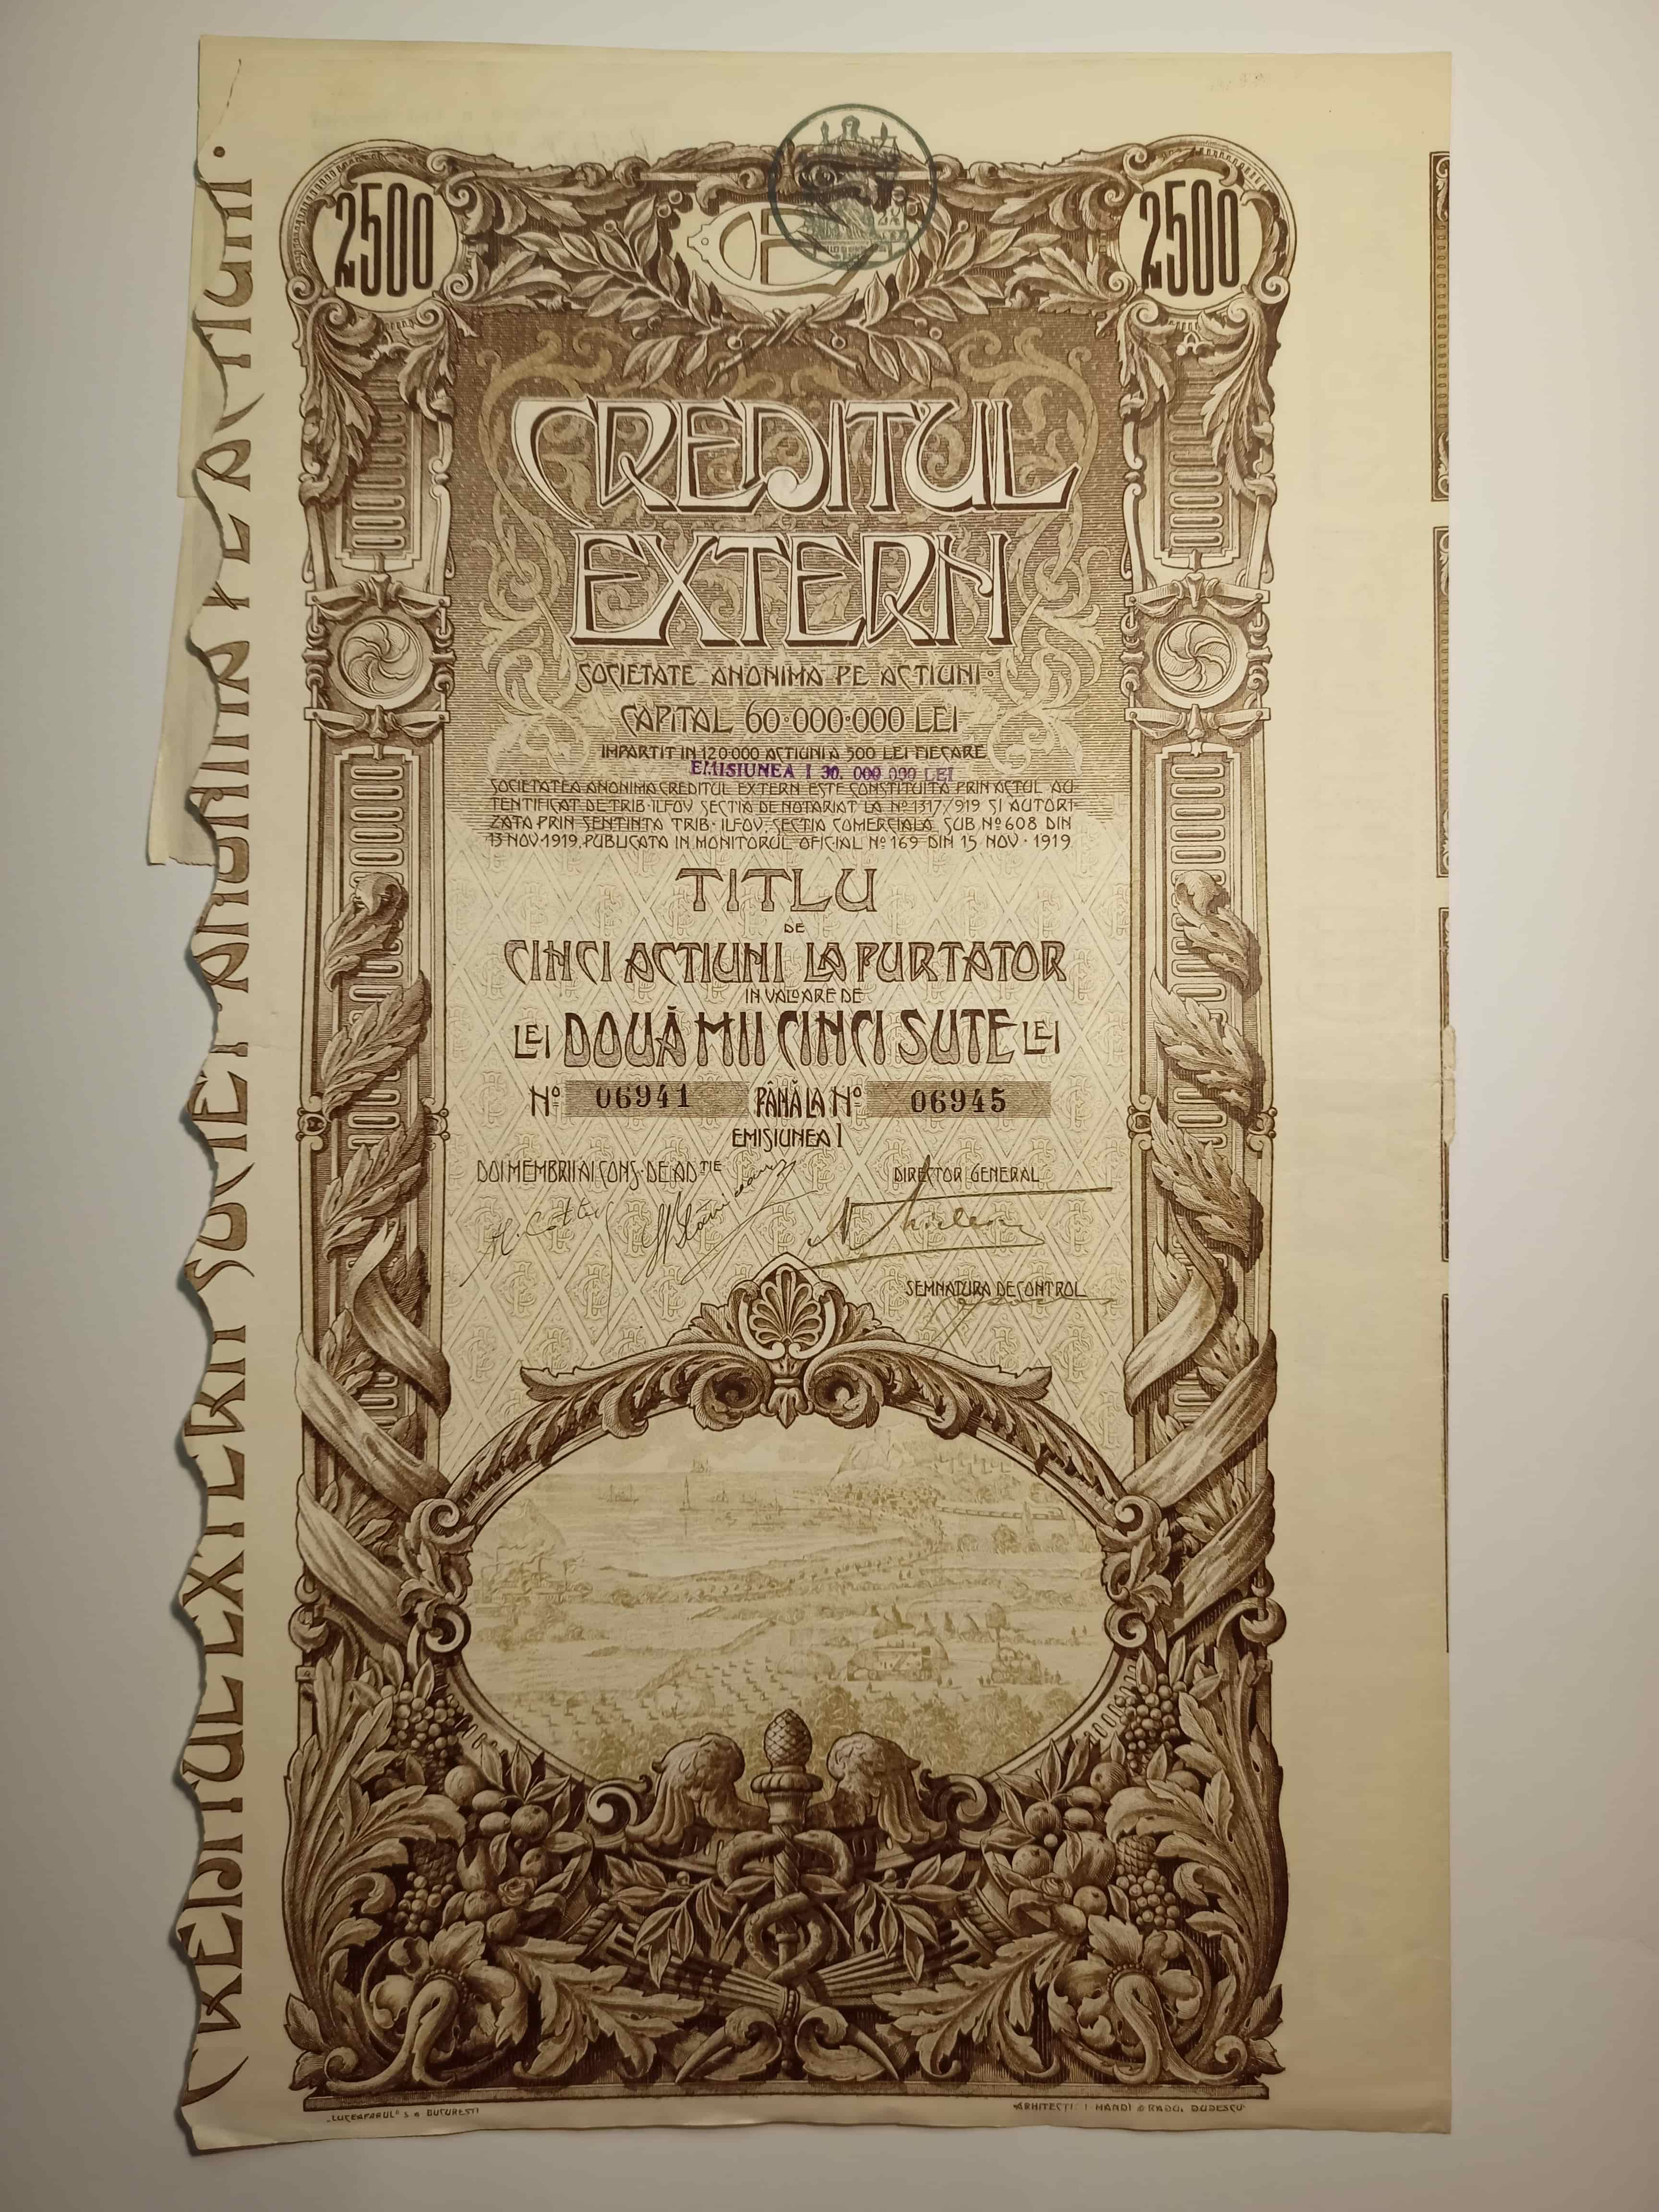 2500
2500
CREDITUL
EXTERN
SOCIETATE ANONIMA PE ACTIUNI
CAPITAL 60·000·000 LEI
IMPARTIT IN 120·000 ACTIUNI A 500 LEI FIECARE
EMISIUNEA I 30. 000 000 LEI
SOCIETATEA ANONIMA CREDITUL EXTERN ESTE CONSTITUITA PRIN ACTUL AU-
TENTIFICAT DE TRIB·ILFOV SECTIA DE NOTARIAT LA Nº 1317/919 SI AUTORI-
ZATA PRIN SENTINTA TRIB·ILFOV·SECTIA COMERCIALA SUB Nº 608 DIN
13 NOV·1919, PUBLICATA IN MONITORUL OFICIAL Nº 169 DIN 15 NOV·1919
TITLU
DE
CINCI ACTIUNI LA PURTATOR
IN VALOARE DE
LEI DOUĂ MII CINCI SUTE LEI
Nº 06941 PÂNĂ LA Nº 06945
EMISIUNEA I
DOI MEMBRII AI CONS·DE ADTIE
DIRECTOR GENERAL
SEMNATURA DE CONTROL
„LUCEAFARUL" S A BUCURESTI
ARHITECTII I HANDI & RADU DUDESCU
CREDITUL EXTERN SOCIET ANONIMA PE ACTIUNI.